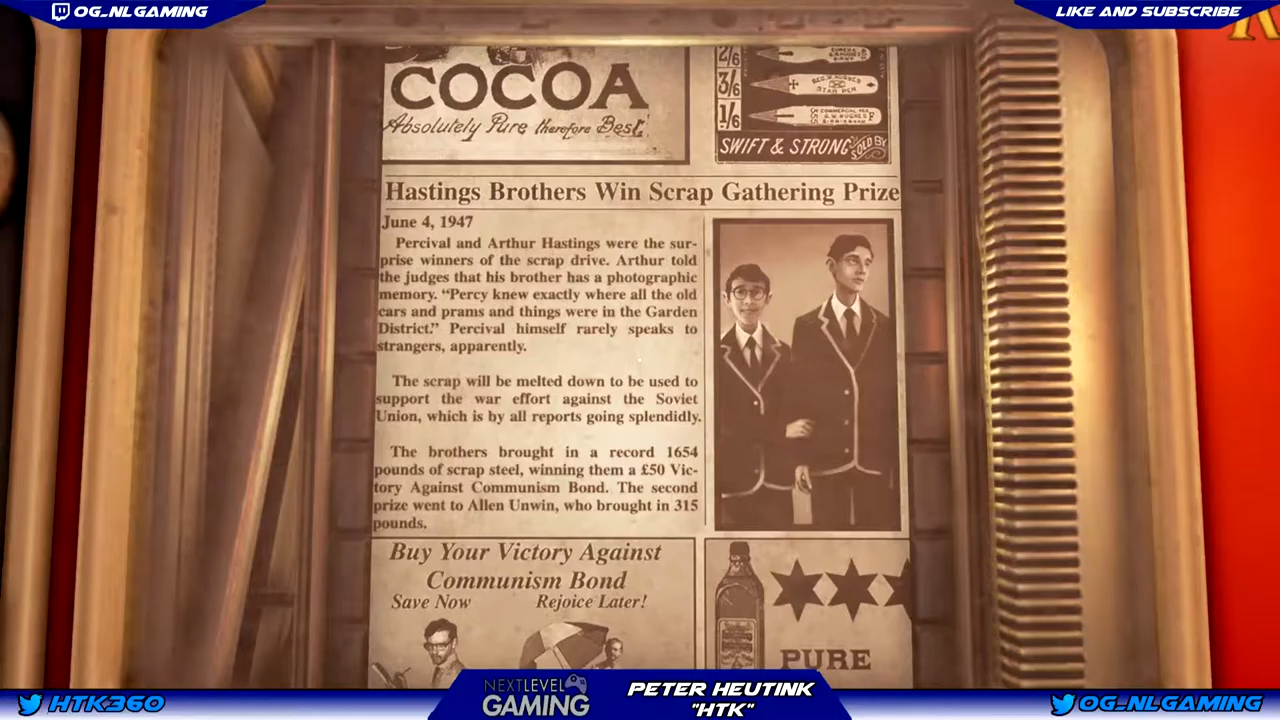 OG_NLGAMING
LIKE AND SUBSCRIBE
COCOA
Absolutely Pure therefore Best
2/6
3/6
GEO. W. HUGHES
STAR PEN
1/6
SWIFT & STRONG
SOLD BY
Hastings Brothers Win Scrap Gathering Prize
June 4, 1947
Percival and Arthur Hastings were the sur-
prise winners of the scrap drive. Arthur told
the judges that his brother has a photographic
memory. “Percy knew exactly where all the old
cars and prams and things were in the Garden
District.” Percival himself rarely speaks to
strangers, apparently.
The scrap will be melted down to be used to
support the war effort against the Soviet
Union, which is by all reports going splendidly.
The brothers brought in a record 1654
pounds of scrap steel, winning them a £50 Vic-
tory Against Communism Bond. The second
prize went to Allen Unwin, who brought in 315
pounds.
Buy Your Victory Against
Communism Bond
Save Now Rejoice Later!
PURE
HTK360
NEXTLEVEL
GAMING
PETER HEUTINK
"HTK"
OG_NLGAMING